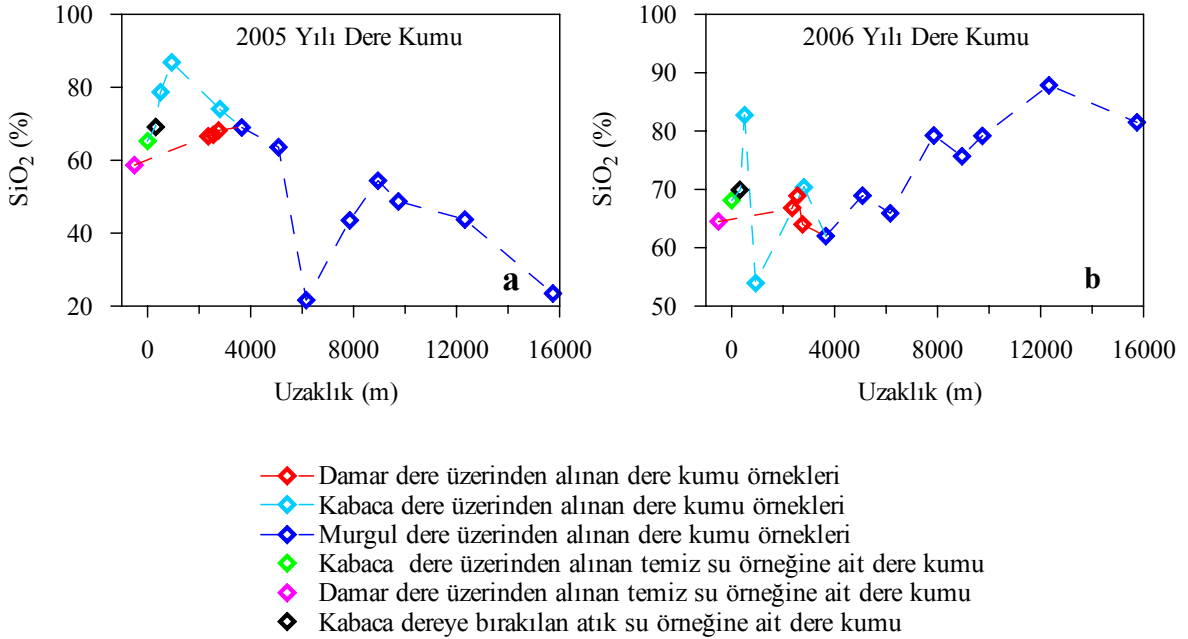 2005 Yılı Dere Kumu
SiO2 (%)
100
80
60
40
20
a
0 4000 8000 12000 16000
Uzaklık (m)
2006 Yılı Dere Kumu
SiO2 (%)
100
90
80
70
60
50
b
0 4000 8000 12000 16000
Uzaklık (m)
Damar dere üzerinden alınan dere kumu örnekleri
Kabaca dere üzerinden alınan dere kumu örnekleri
Murgul dere üzerinden alınan dere kumu örnekleri
Kabaca dere üzerinden alınan temiz su örneğine ait dere kumu
Damar dere üzerinden alınan temiz su örneğine ait dere kumu
Kabaca dereye bırakılan atık su örneğine ait dere kumu